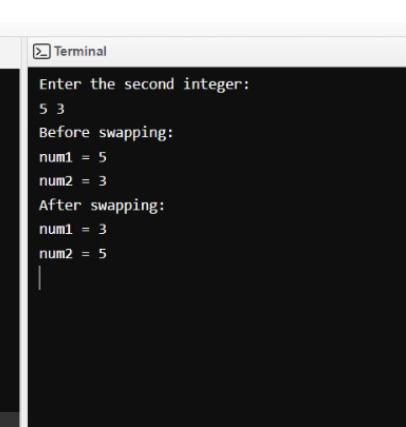 Terminal
Enter the second integer:
5 3
Before swapping:
num1 = 5
num2 = 3
After swapping:
num1 = 3
num2 = 5